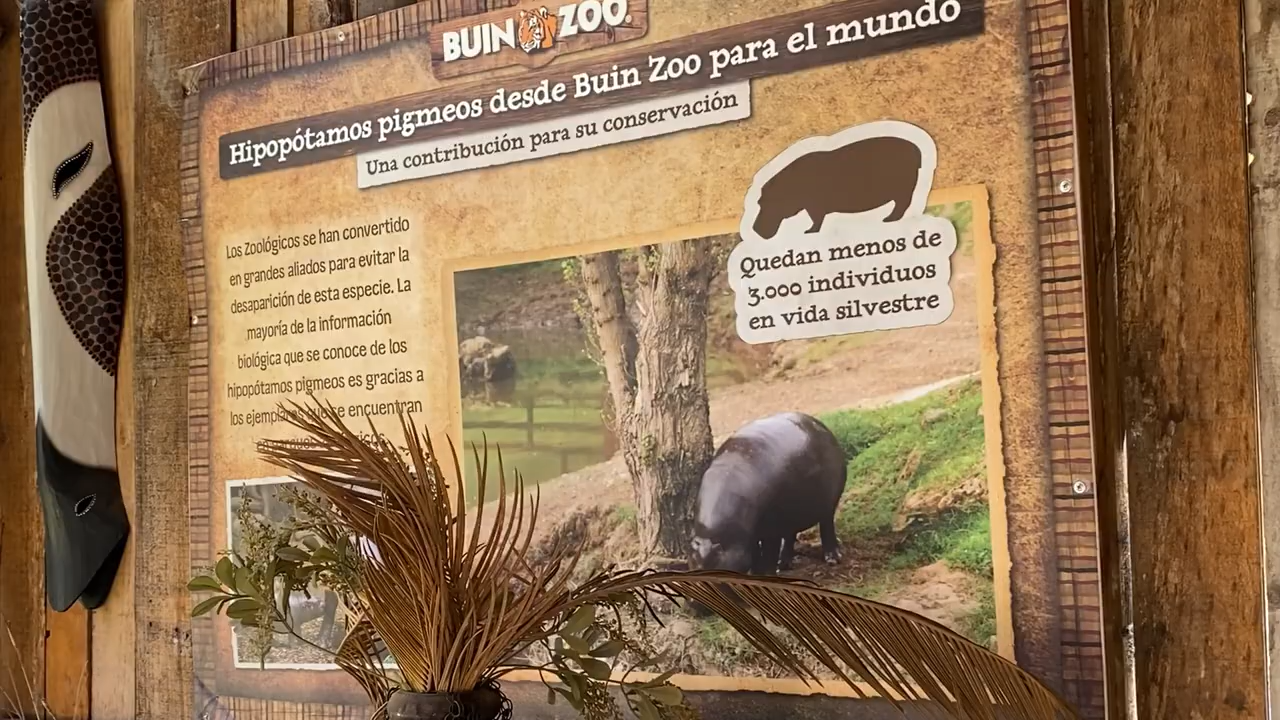 BUIN ZOO
Hipopótamos pigmeos desde Buin Zoo para el mundo
Una contribución para su conservación
Los Zoológicos se han convertido
en grandes aliados para evitar la
desaparición de esta especie. La
mayoría de la información
biológica que se conoce de los
hipopótamos pigmeos es gracias a
los ejemplares que se encuentran
Quedan menos de
3.000 individuos
en vida silvestre